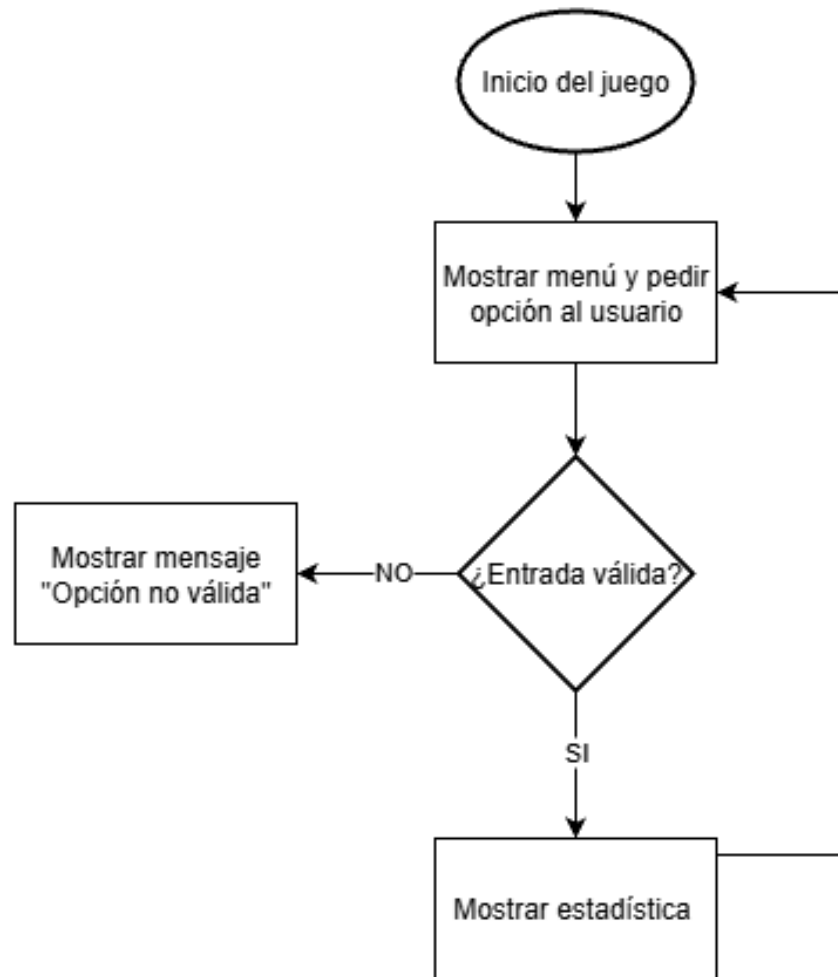 Inicio del juego
Mostrar menú y pedir
opción al usuario
¿Entrada válida?
NO
Mostrar mensaje
"Opción no válida"
SI
Mostrar estadística